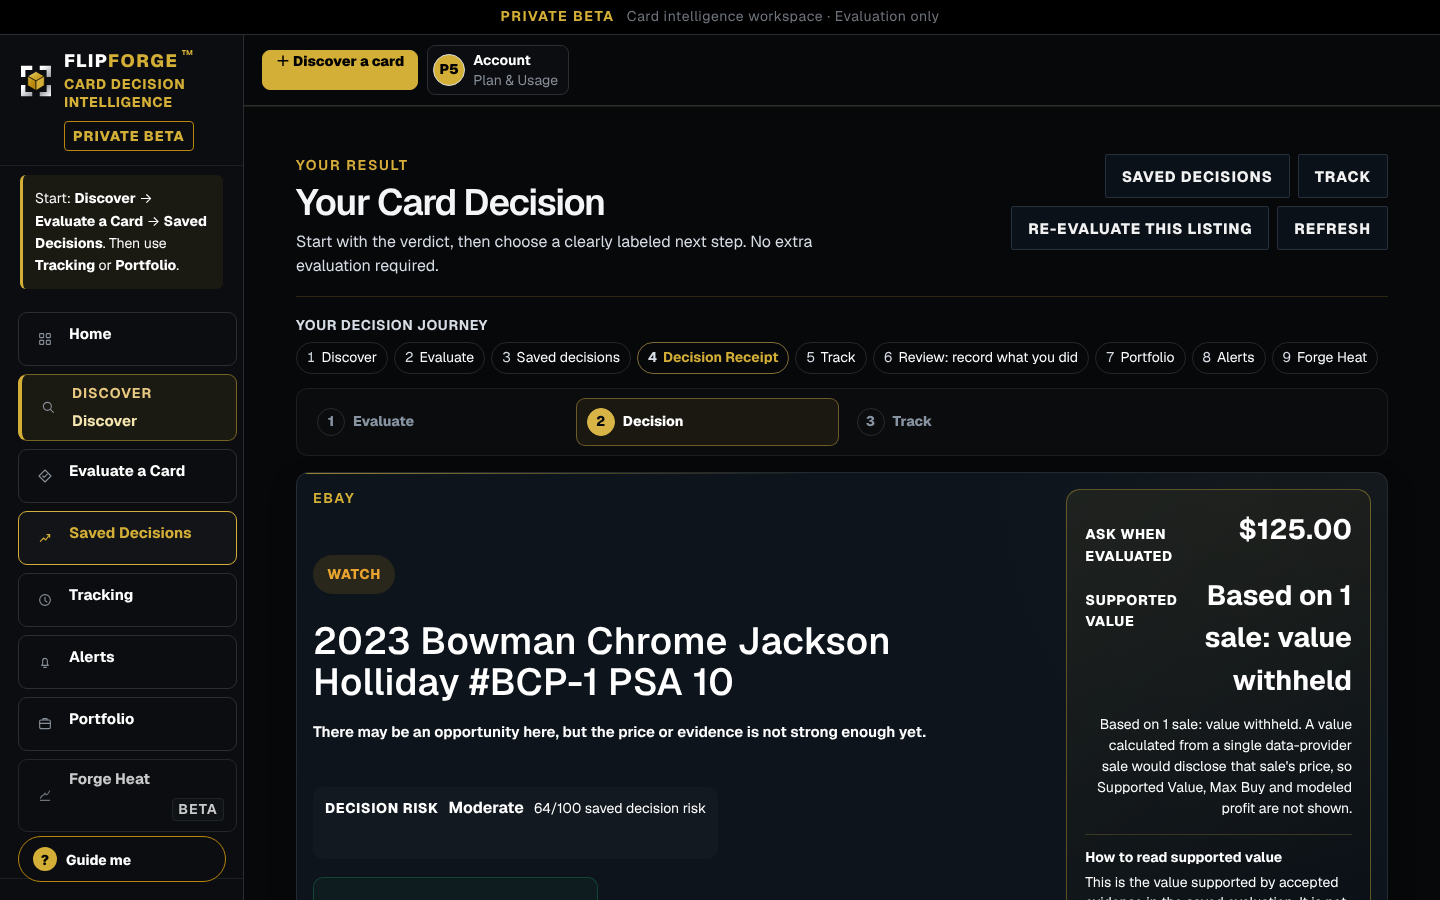 PRIVATE BETA Card intelligence workspace · Evaluation only
FLIPFORGE™
CARD DECISION
INTELLIGENCE
PRIVATE BETA
Start: Discover →
Evaluate a Card → Saved
Decisions. Then use
Tracking or Portfolio.
Home
DISCOVER
Discover
Evaluate a Card
Saved Decisions
Tracking
Alerts
Portfolio
Forge Heat
BETA
? Guide me
+ Discover a card
P5
Account
Plan & Usage
YOUR RESULT
Your Card Decision
Start with the verdict, then choose a clearly labeled next step. No extra
evaluation required.
SAVED DECISIONS
TRACK
RE-EVALUATE THIS LISTING
REFRESH
YOUR DECISION JOURNEY
1 Discover
2 Evaluate
3 Saved decisions
4 Decision Receipt
5 Track
6 Review: record what you did
7 Portfolio
8 Alerts
9 Forge Heat
1 Evaluate
2 Decision
3 Track
EBAY
WATCH
2023 Bowman Chrome Jackson
Holliday #BCP-1 PSA 10
There may be an opportunity here, but the price or evidence is not strong enough yet.
DECISION RISK Moderate 64/100 saved decision risk
ASK WHEN
EVALUATED
$125.00
SUPPORTED
VALUE
Based on 1
sale: value
withheld
Based on 1 sale: value withheld. A value
calculated from a single data-provider
sale would disclose that sale's price, so
Supported Value, Max Buy and modeled
profit are not shown.
How to read supported value
This is the value supported by accepted